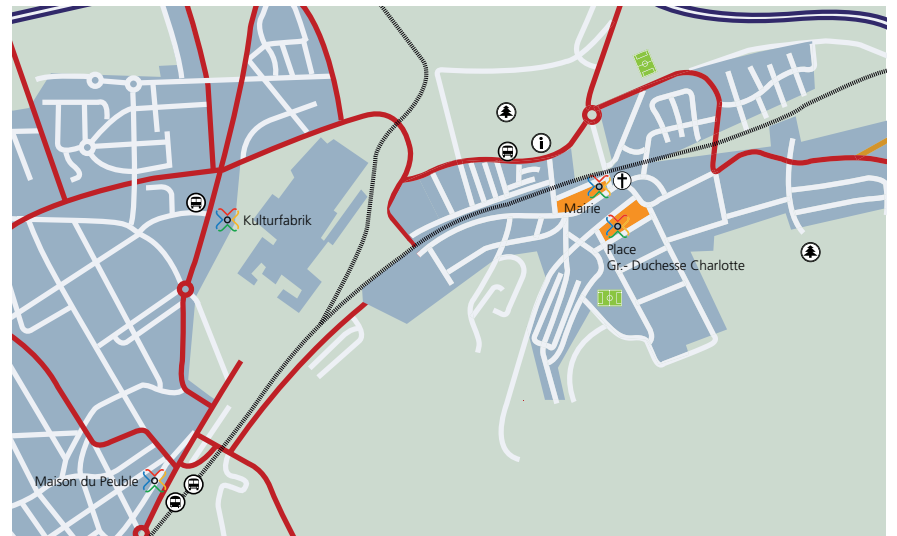 Mairie
Kulturfabrik
Place
Gr.- Duchesse Charlotte
Maison du Peuble